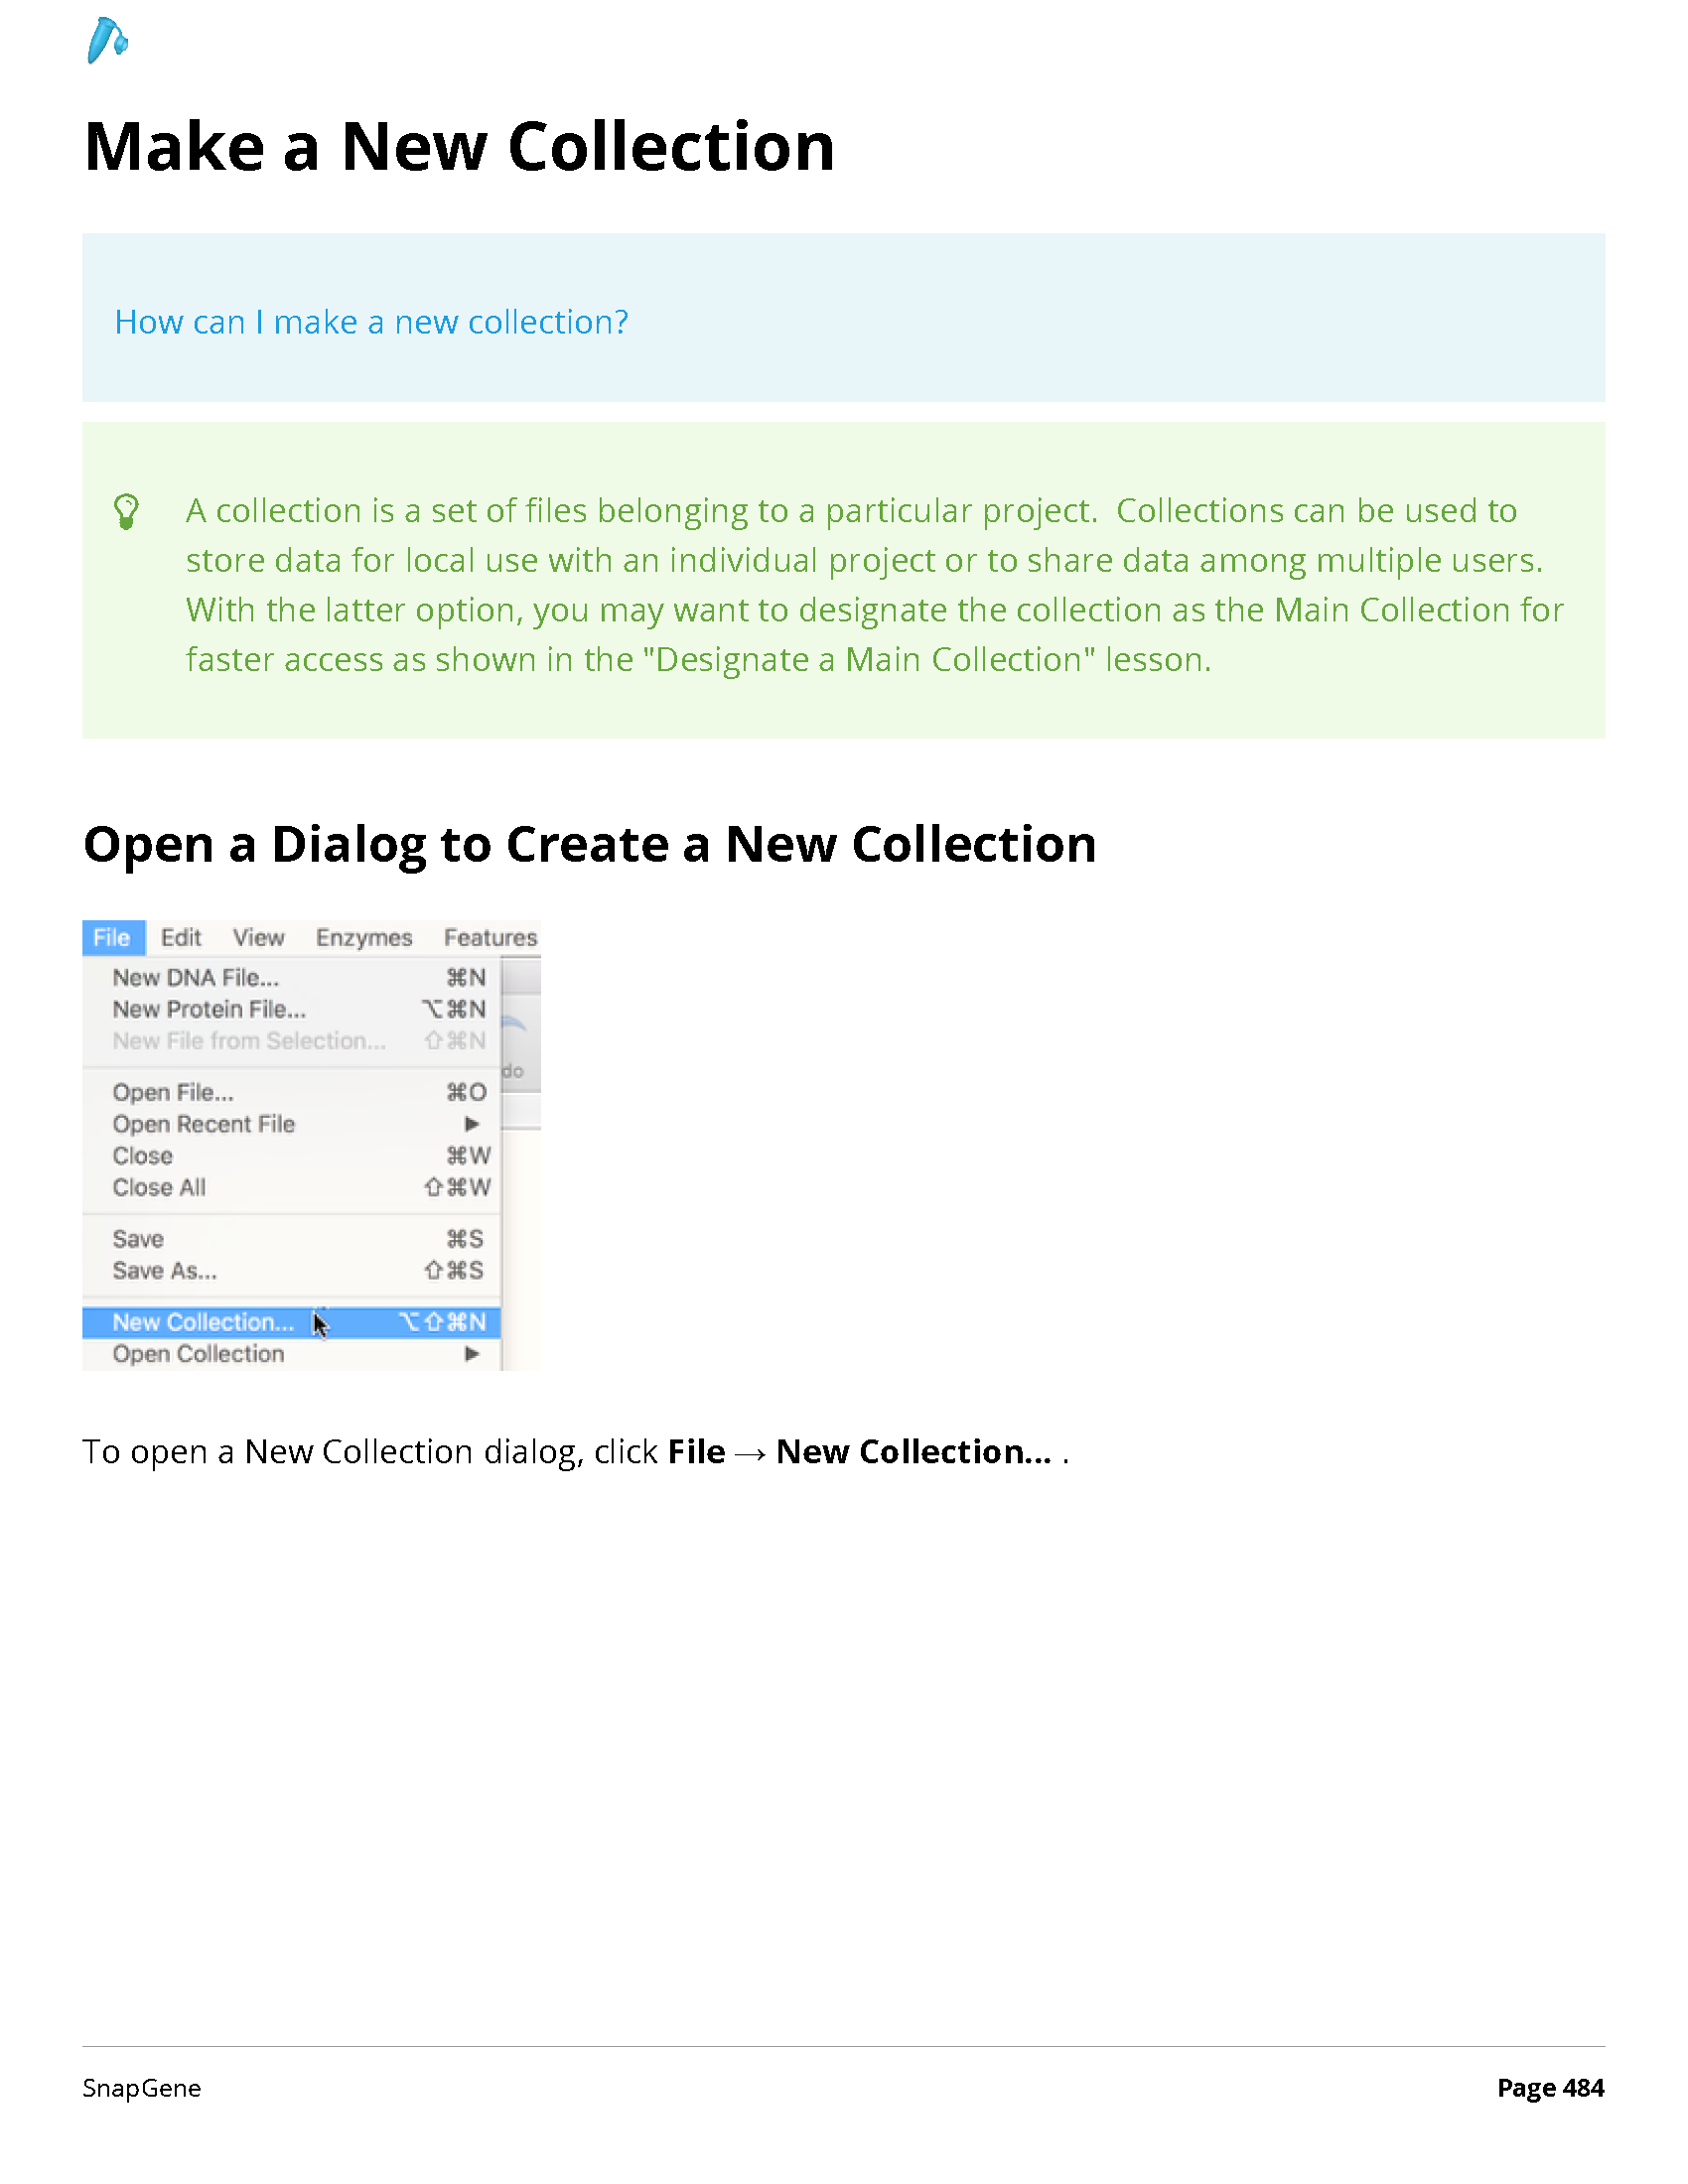 Make a New Collection
How can I make a new collection?
A collection is a set of files belonging to a particular project.  Collections can be used to
store data for local use with an individual project or to share data among multiple users.
With the latter option, you may want to designate the collection as the Main Collection for
faster access as shown in the "Designate a Main Collection" lesson.
Open a Dialog to Create a New Collection
File Edit View Enzymes Features
New DNA File... ⌘N
New Protein File... ⌥⌘N
New File from Selection... ⇧⌘N
do
Open File... ⌘O
Open Recent File ▶
Close ⌘W
Close All ⇧⌘W
Save ⌘S
Save As... ⇧⌘S
New Collection... ⌥⇧⌘N
Open Collection ▶
To open a New Collection dialog, click File → New Collection... .
SnapGene Page 484